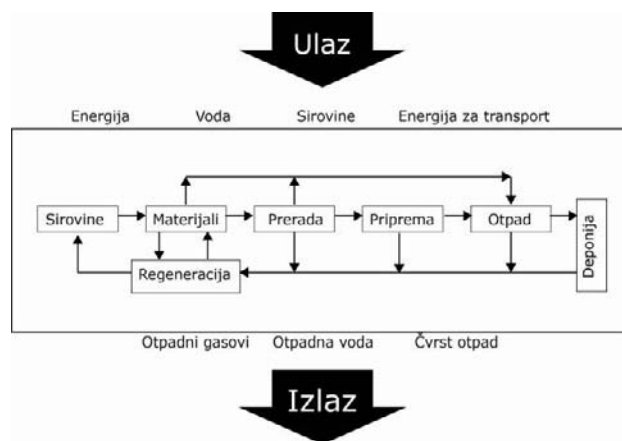 Ulaz
Energija Voda Sirovine Energija za transport
Sirovine Materijali Prerada Priprema Otpad
Deponija
Regeneracija
Otpadni gasovi Otpadna voda Čvrst otpad
Izlaz